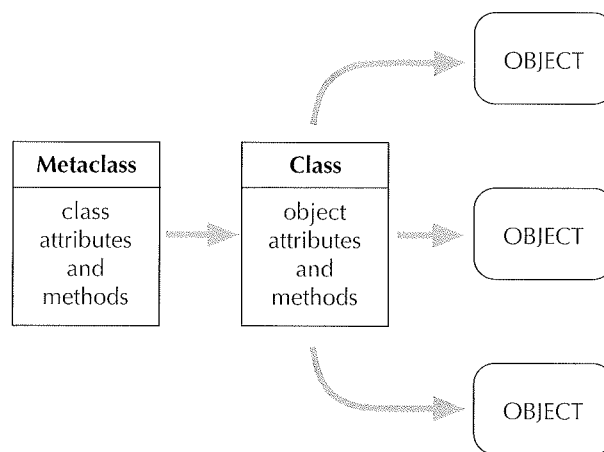 Metaclass
class
attributes
and
methods
Class
object
attributes
and
methods
OBJECT
OBJECT
OBJECT